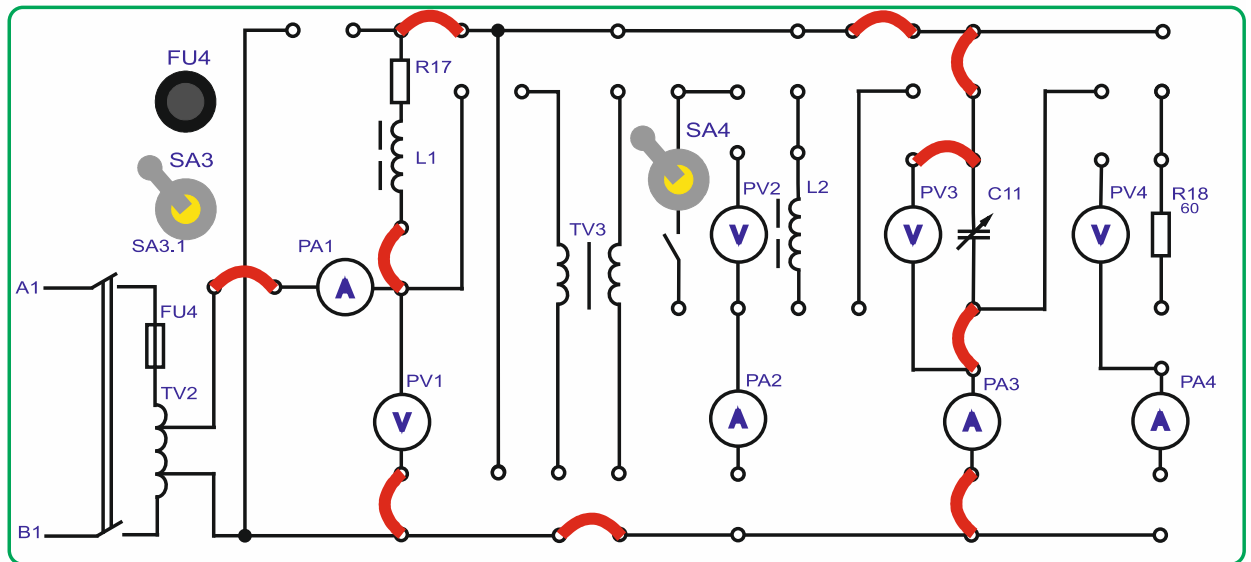 FU4
SA3
SA3.1
A1
B1
FU4
TV2
PA1
A
R17
L1
PV1
V
TV3
SA4
PV2
V
L2
PA2
A
PV3
V
C11
PA3
A
PV4
V
R18
60
PA4
A